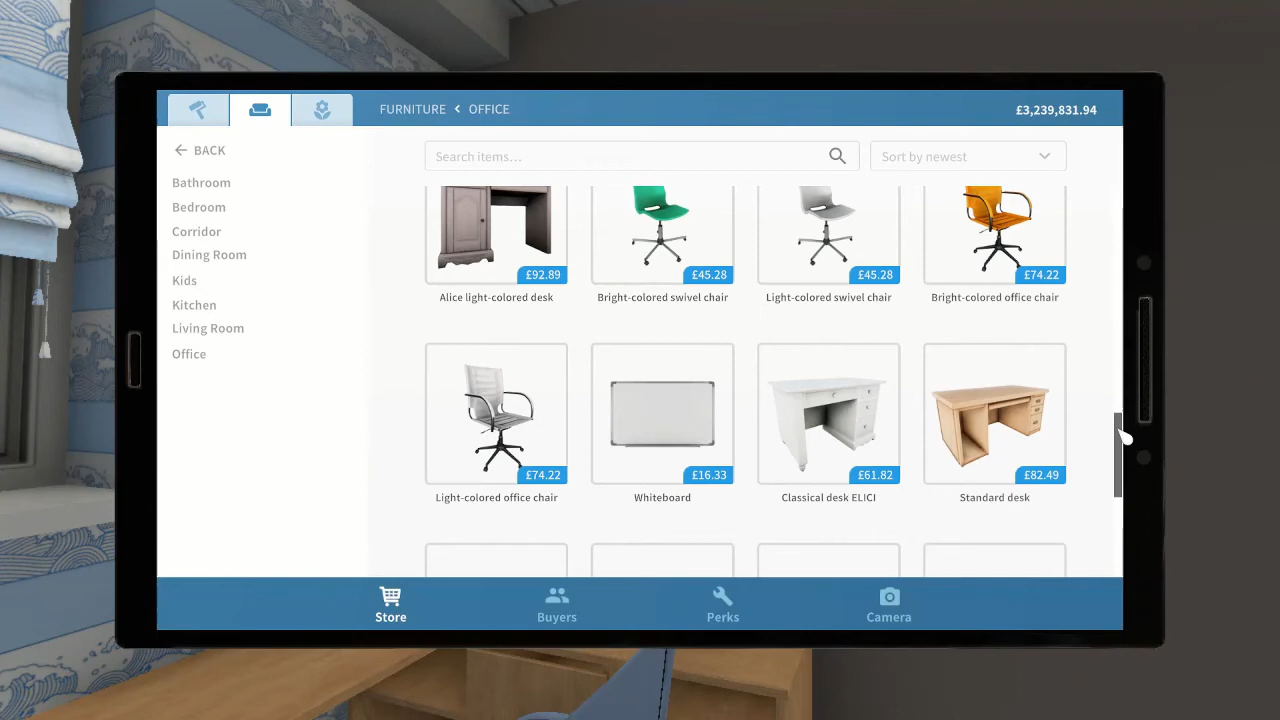 FURNITURE < OFFICE
£3,239,831.94
BACK
Search items...
Sort by newest
Bathroom
Bedroom
Corridor
Dining Room
Kids
Kitchen
Living Room
Office
£92.89
£45.28
£45.28
£74.22
Alice light-colored desk
Bright-colored swivel chair
Light-colored swivel chair
Bright-colored office chair
£74.22
£16.33
£61.82
£82.49
Light-colored office chair
Whiteboard
Classical desk ELICI
Standard desk
Store
Buyers
Perks
Camera